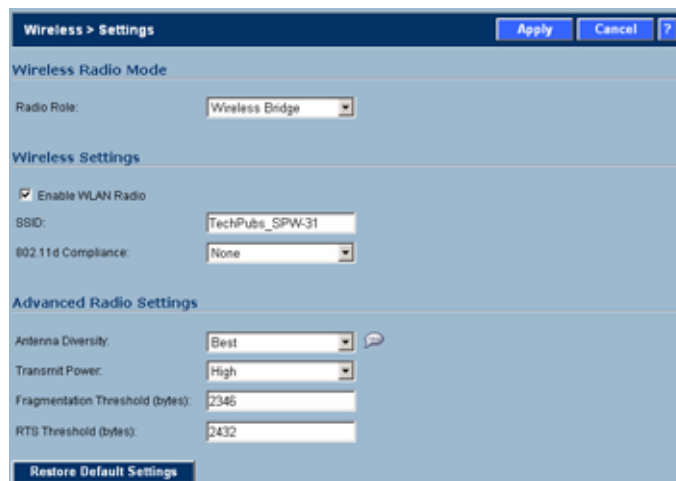 Wireless > Settings Apply Cancel ?
Wireless Radio Mode
Radio Role: Wireless Bridge
Wireless Settings
Enable WLAN Radio
SSID: TechPubs_SPW-31
802.11d Compliance: None
Advanced Radio Settings
Antenna Diversity: Best
Transmit Power: High
Fragmentation Threshold (bytes): 2346
RTS Threshold (bytes): 2432
Restore Default Settings